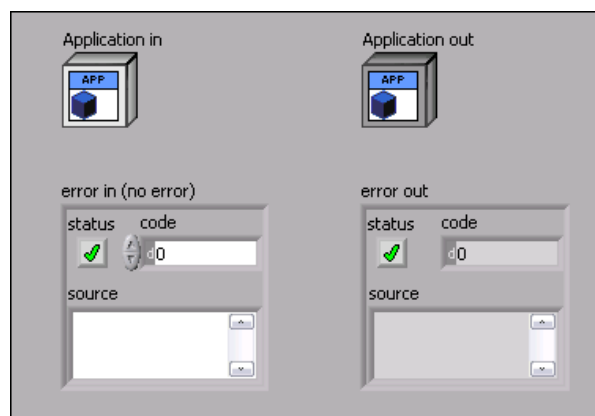 Application in
Application out
APP
APP
error in (no error)
error out
status
code
status
code
d0
d0
source
source